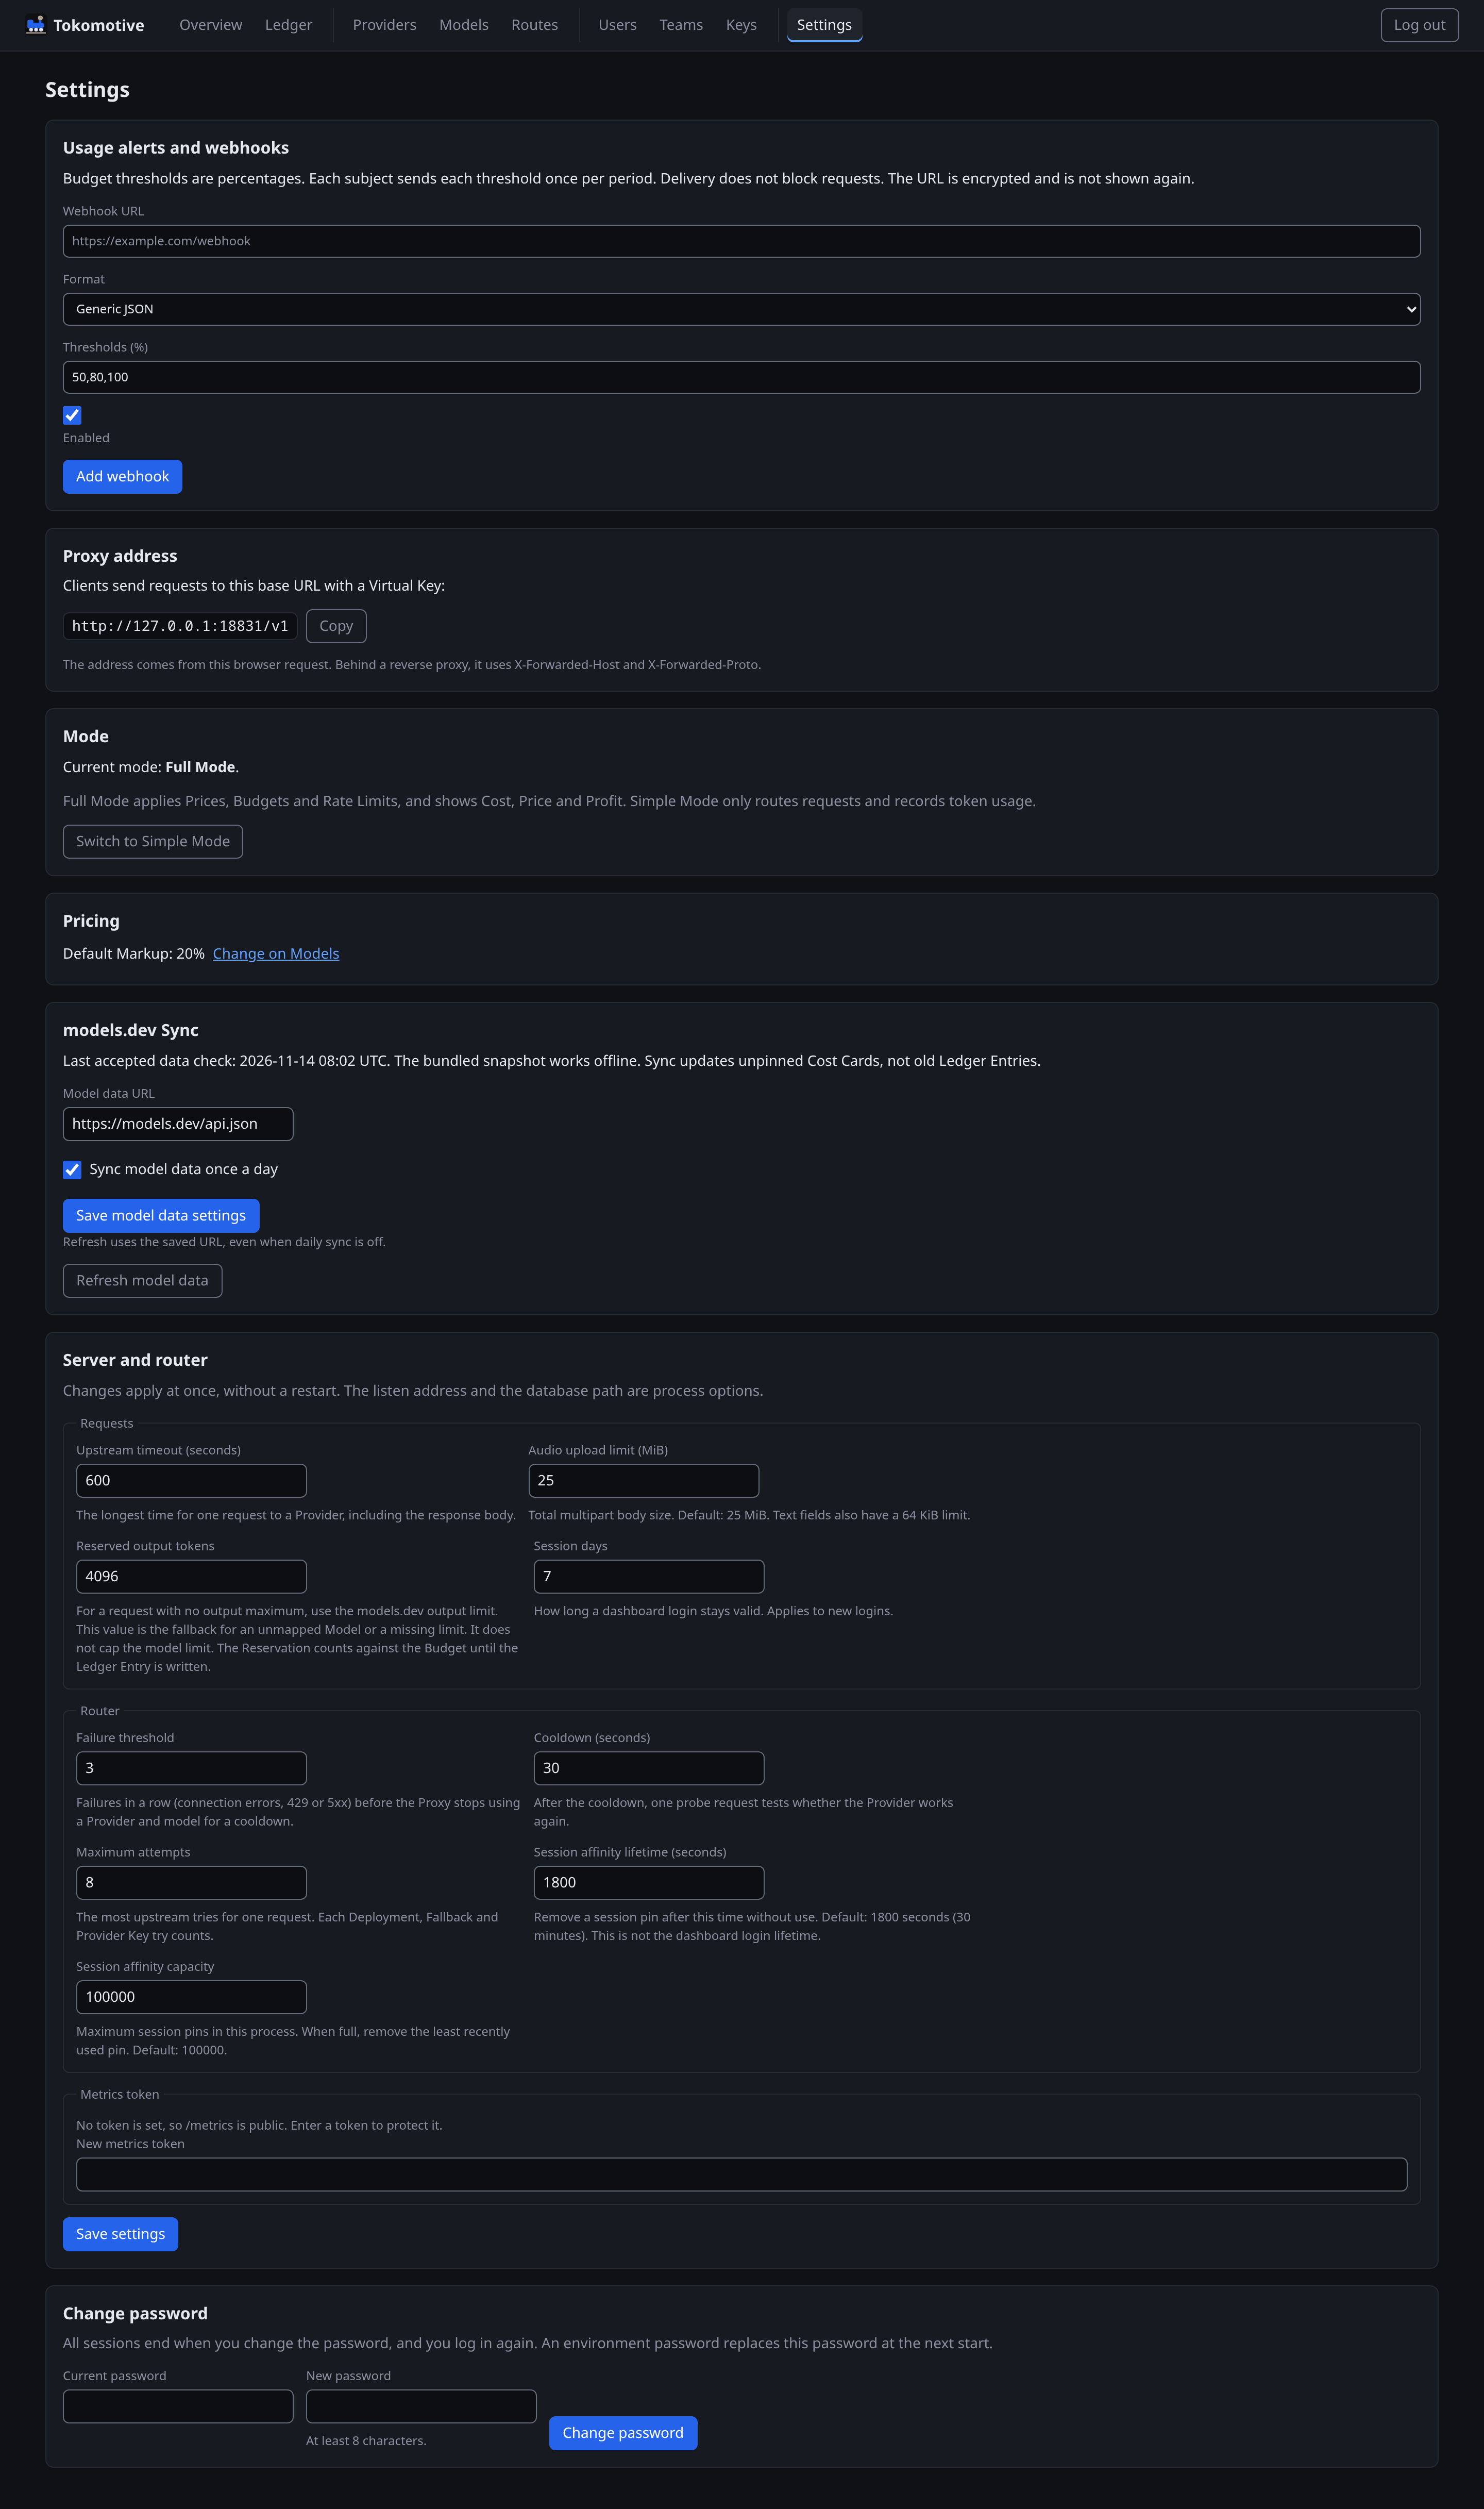 Tokomotive
Overview
Ledger
Providers
Models
Routes
Users
Teams
Keys
Settings
Log out
Settings
Usage alerts and webhooks
Budget thresholds are percentages. Each subject sends each threshold once per period. Delivery does not block requests. The URL is encrypted and is not shown again.
Webhook URL
https://example.com/webhook
Format
Generic JSON
Thresholds (%)
50,80,100
Enabled
Add webhook
Proxy address
Clients send requests to this base URL with a Virtual Key:
http://127.0.0.1:18831/v1
Copy
The address comes from this browser request. Behind a reverse proxy, it uses X-Forwarded-Host and X-Forwarded-Proto.
Mode
Current mode: Full Mode.
Full Mode applies Prices, Budgets and Rate Limits, and shows Cost, Price and Profit. Simple Mode only routes requests and records token usage.
Switch to Simple Mode
Pricing
Default Markup: 20% Change on Models
models.dev Sync
Last accepted data check: 2026-11-14 08:02 UTC. The bundled snapshot works offline. Sync updates unpinned Cost Cards, not old Ledger Entries.
Model data URL
https://models.dev/api.json
Sync model data once a day
Save model data settings
Refresh uses the saved URL, even when daily sync is off.
Refresh model data
Server and router
Changes apply at once, without a restart. The listen address and the database path are process options.
Requests
Upstream timeout (seconds)
600
The longest time for one request to a Provider, including the response body.
Audio upload limit (MiB)
25
Total multipart body size. Default: 25 MiB. Text fields also have a 64 KiB limit.
Reserved output tokens
4096
For a request with no output maximum, use the models.dev output limit.
This value is the fallback for an unmapped Model or a missing limit. It does
not cap the model limit. The Reservation counts against the Budget until the
Ledger Entry is written.
Session days
7
How long a dashboard login stays valid. Applies to new logins.
Router
Failure threshold
3
Failures in a row (connection errors, 429 or 5xx) before the Proxy stops using
a Provider and model for a cooldown.
Cooldown (seconds)
30
After the cooldown, one probe request tests whether the Provider works
again.
Maximum attempts
8
The most upstream tries for one request. Each Deployment, Fallback and
Provider Key try counts.
Session affinity lifetime (seconds)
1800
Remove a session pin after this time without use. Default: 1800 seconds (30
minutes). This is not the dashboard login lifetime.
Session affinity capacity
100000
Maximum session pins in this process. When full, remove the least recently
used pin. Default: 100000.
Metrics token
No token is set, so /metrics is public. Enter a token to protect it.
New metrics token
Save settings
Change password
All sessions end when you change the password, and you log in again. An environment password replaces this password at the next start.
Current password
New password
At least 8 characters.
Change password